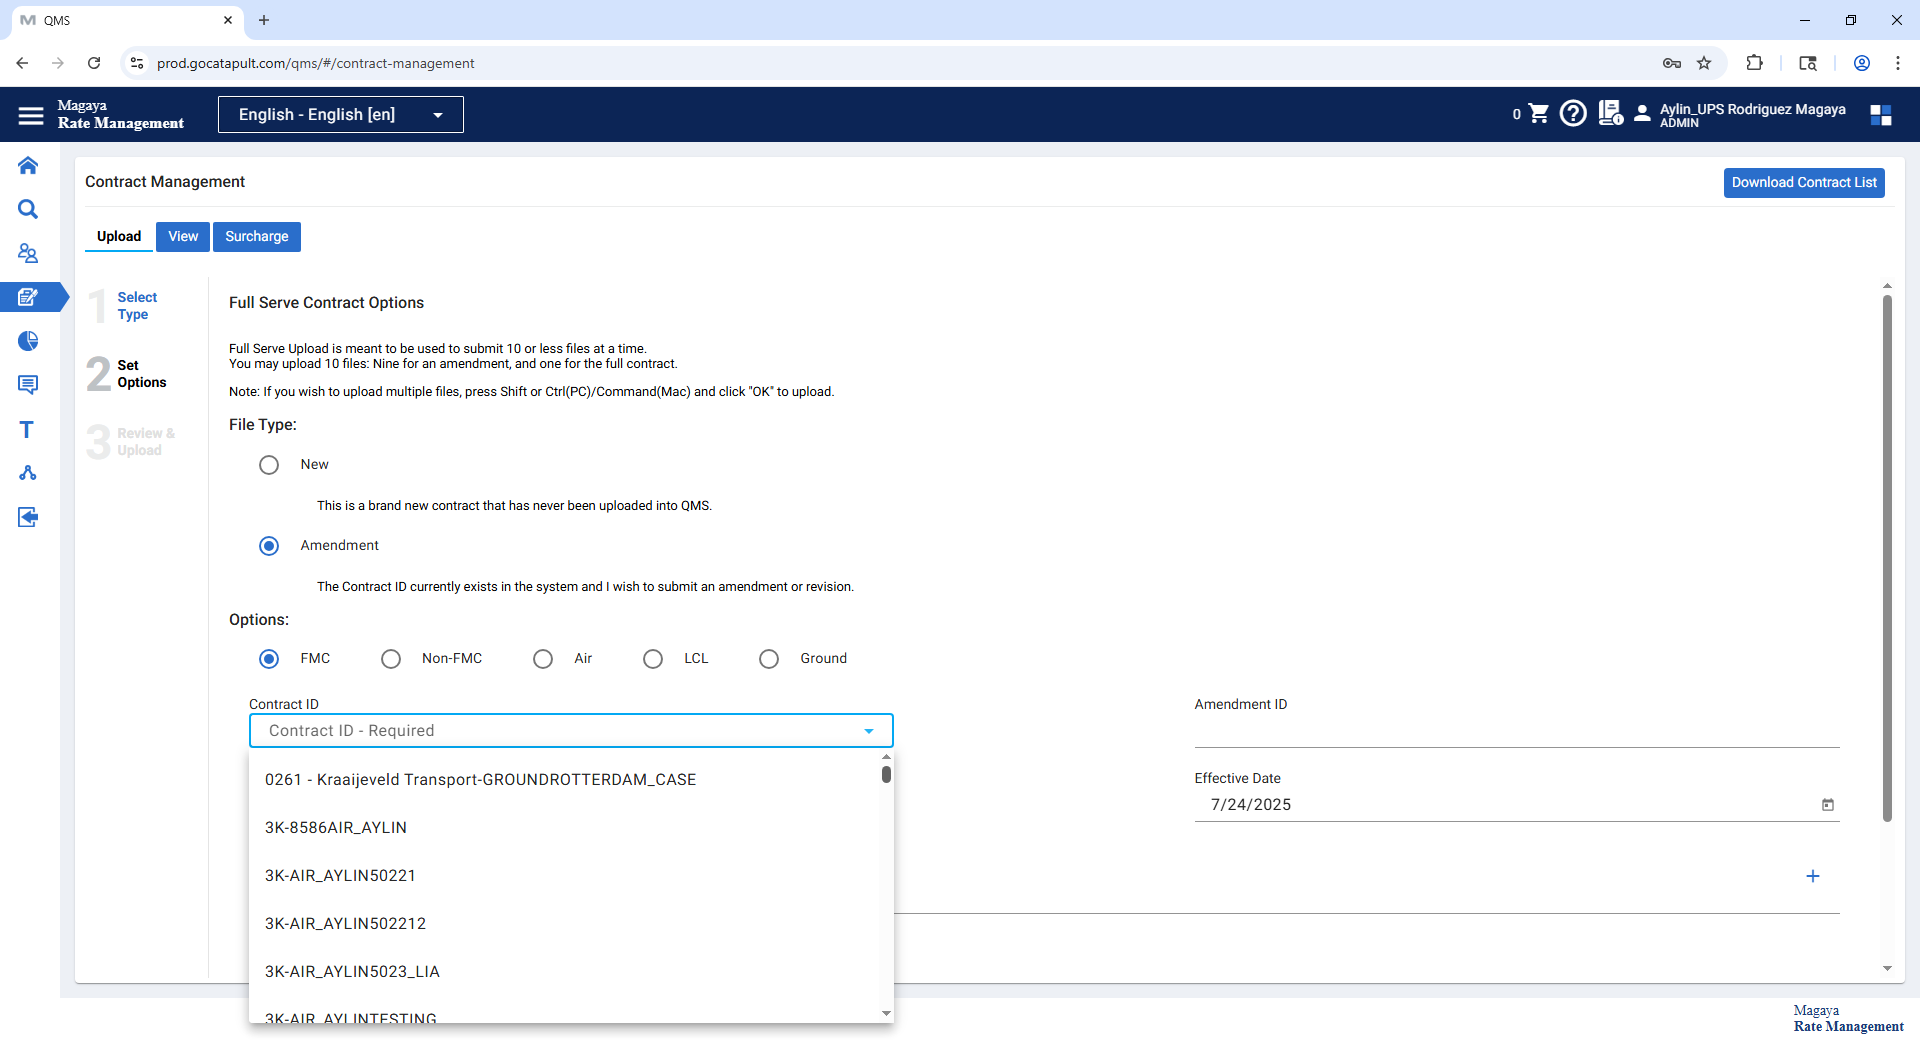 QMS
prod.gocatapult.com/qms/#/contract-management
Magaya
Rate Management
English - English [en]
0
Aylin_UPS Rodriguez Magaya
ADMIN
Contract Management
Download Contract List
Upload
View
Surcharge
1
Select
Type
2
Set
Options
3
Review &
Upload
Full Serve Contract Options
Full Serve Upload is meant to be used to submit 10 or less files at a time.
You may upload 10 files: Nine for an amendment, and one for the full contract.
Note: If you wish to upload multiple files, press Shift or Ctrl(PC)/Command(Mac) and click "OK" to upload.
File Type:
New
This is a brand new contract that has never been uploaded into QMS.
Amendment
The Contract ID currently exists in the system and I wish to submit an amendment or revision.
Options:
FMC
Non-FMC
Air
LCL
Ground
Contract ID
Contract ID - Required
Amendment ID
Effective Date
7/24/2025
0261 - Kraaijeveld Transport-GROUNDROTTERDAM_CASE
3K-8586AIR_AYLIN
3K-AIR_AYLIN50221
3K-AIR_AYLIN502212
3K-AIR_AYLIN5023_LIA
3K-AIR_AYLINTESTING
Magaya
Rate Management